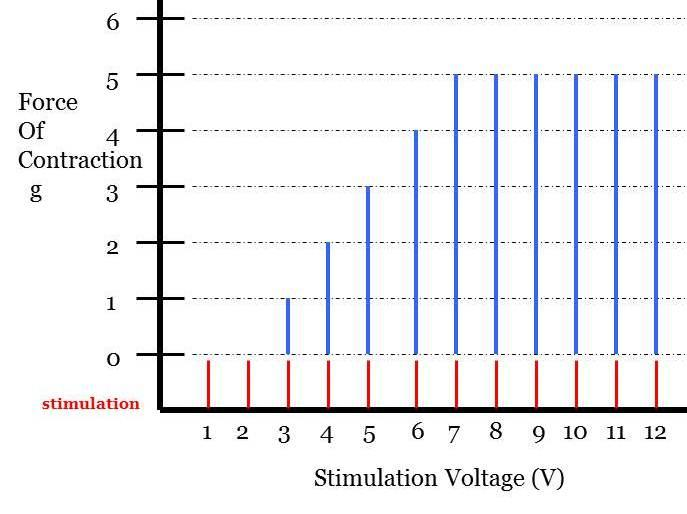 6
5
Force
Of
4
Contraction
g
3
2
1
0
stimulation
1 2 3 4 5 6 7 8 9 10 11 12
Stimulation Voltage (V)